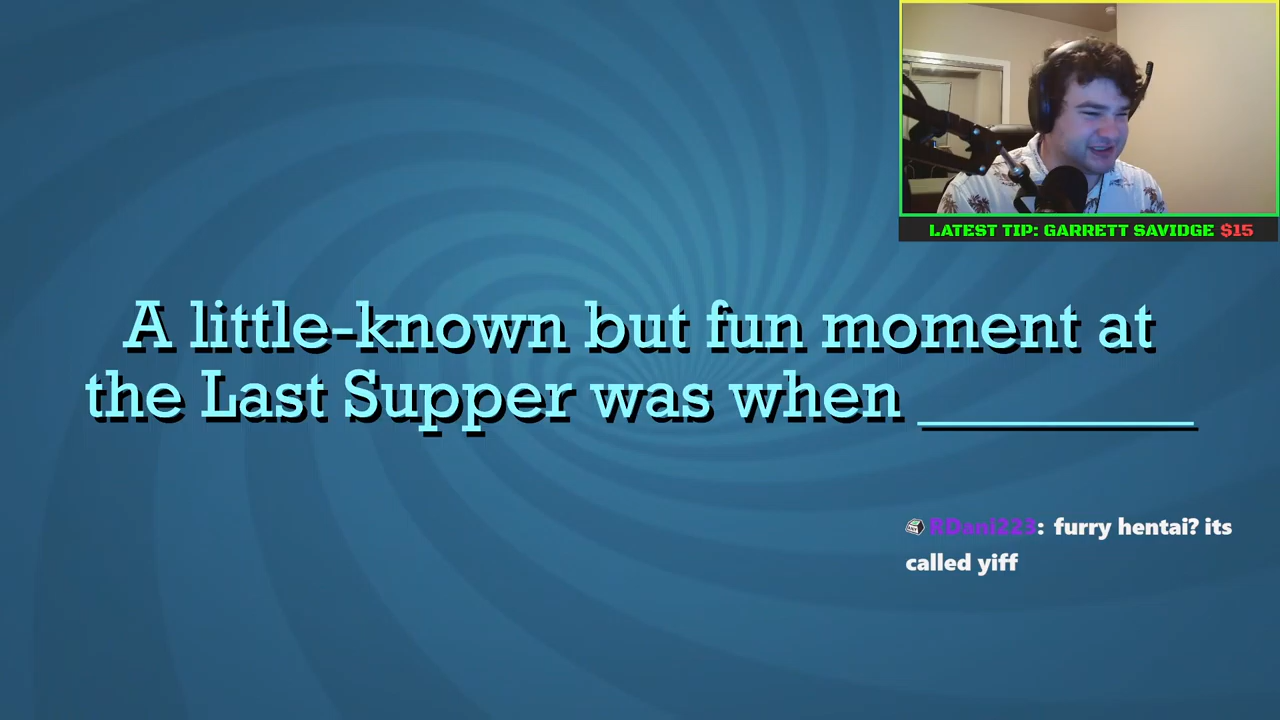 LATEST TIP: GARRETT SAVIDGE $15
A little-known but fun moment at
the Last Supper was when ________
RDani223: furry hentai? its
called yiff